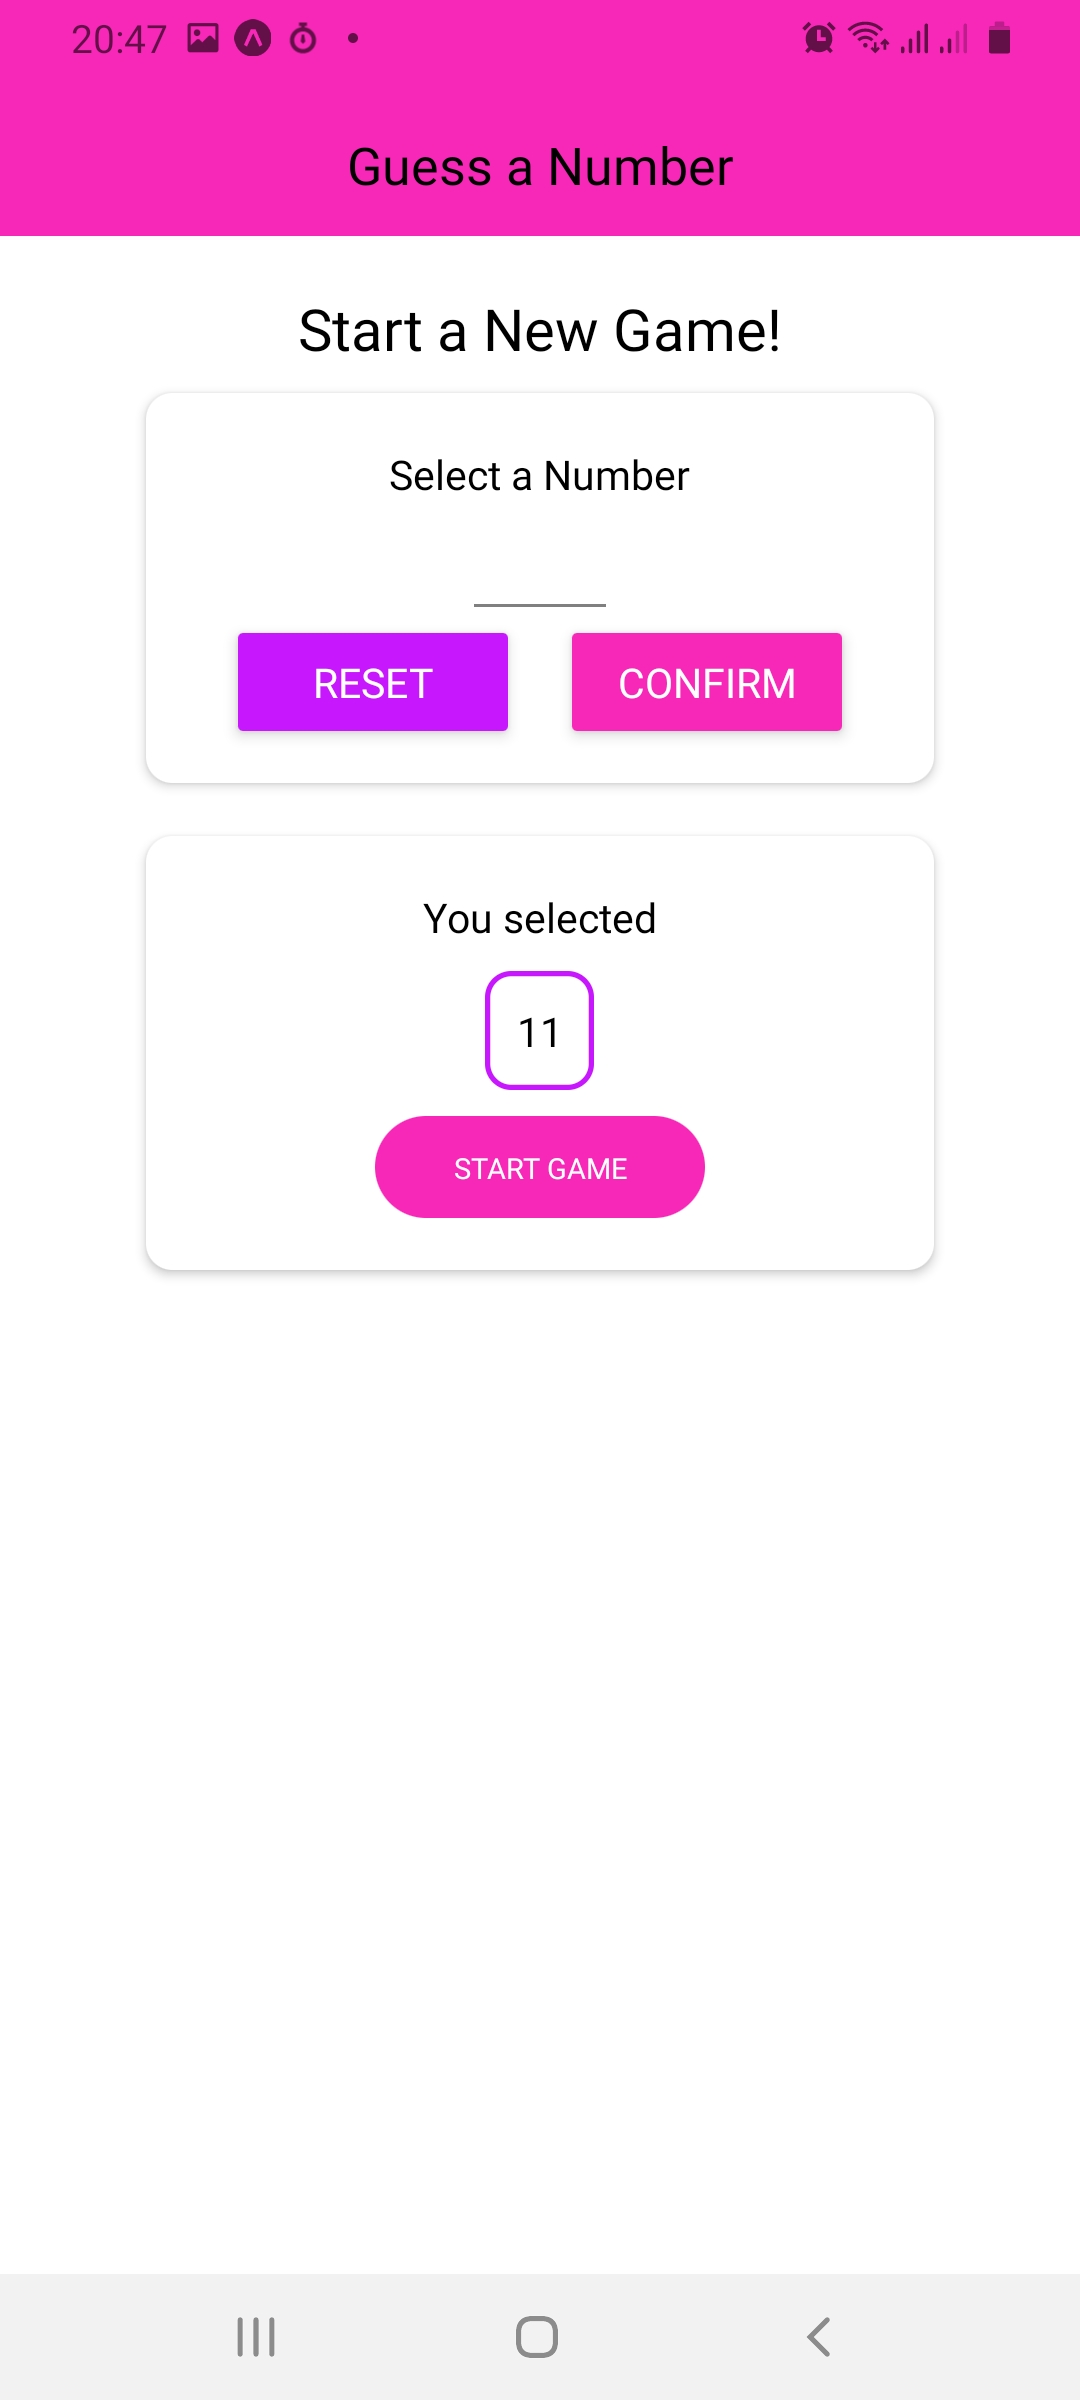 20:47
Guess a Number
Start a New Game!
Select a Number
RESET CONFIRM
You selected
11
START GAME